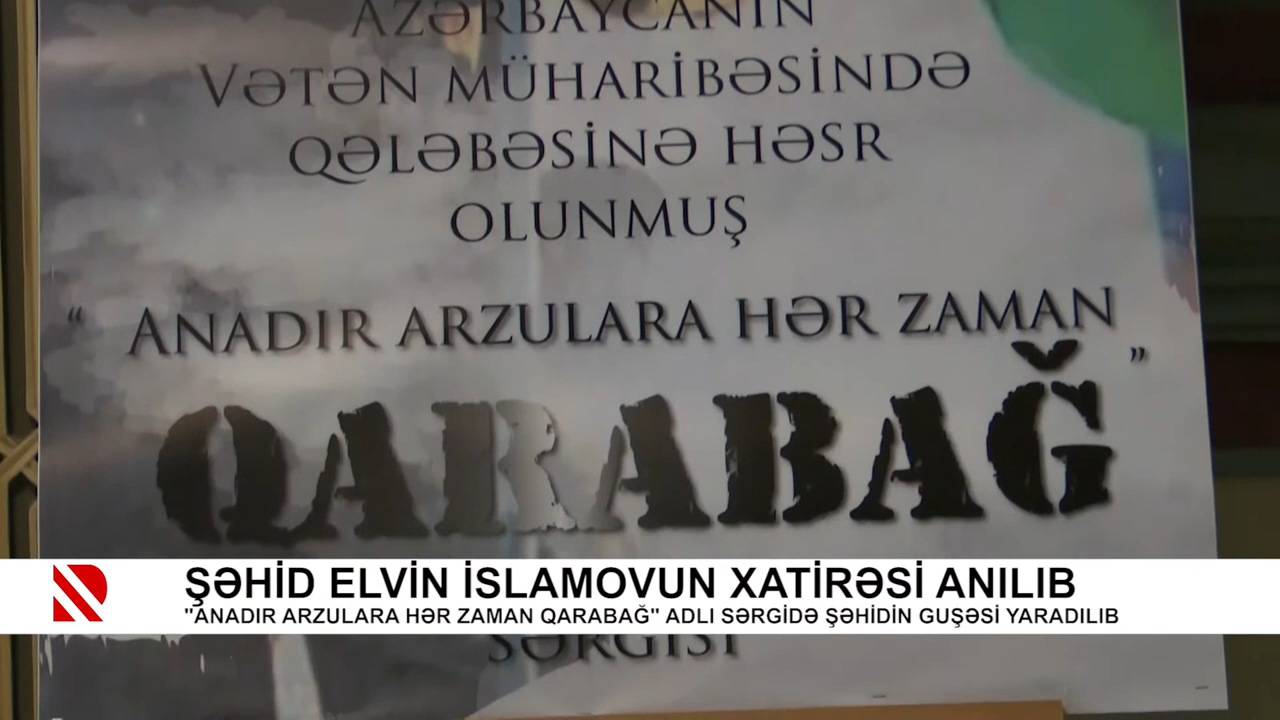 AZƏRBAYCANIN
VƏTƏN MÜHARİBƏSİNDƏ
QƏLƏBƏSİNƏ HƏSR
OLUNMUŞ
“ ANADIR ARZULARA HƏR ZAMAN
QARABAĞ ”
ŞƏHİD ELVİN İSLAMOVUN XATİRƏSİ ANILIB
"ANADIR ARZULARA HƏR ZAMAN QARABAĞ" ADLI SƏRGİDƏ ŞƏHİDİN GUŞƏSİ YARADILIB
SƏRGİSİ